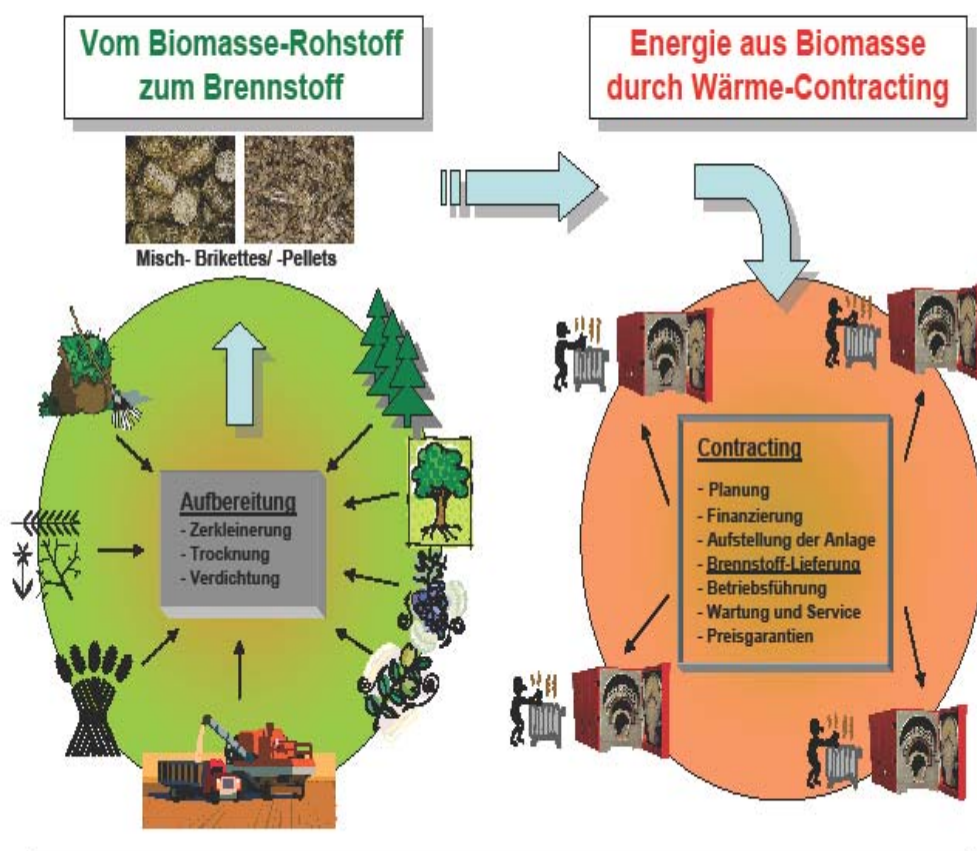 Vom Biomasse-Rohstoff
zum Brennstoff
Energie aus Biomasse
durch Wärme-Contracting
Misch- Brikettes/ -Pellets
Aufbereitung
- Zerkleinerung
- Trocknung
- Verdichtung
Contracting
- Planung
- Finanzierung
- Aufstellung der Anlage
- Brennstoff-Lieferung
- Betriebsführung
- Wartung und Service
- Preisgarantien